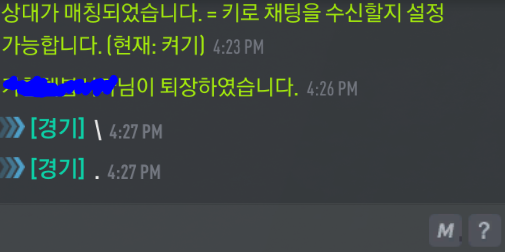 상대가 매칭되었습니다. = 키로 채팅을 수신할지 설정
가능합니다. (현재: 켜기) 4:23 PM
님이 퇴장하였습니다. 4:26 PM
[경기] \ 4:27 PM
[경기] . 4:27 PM
M ?